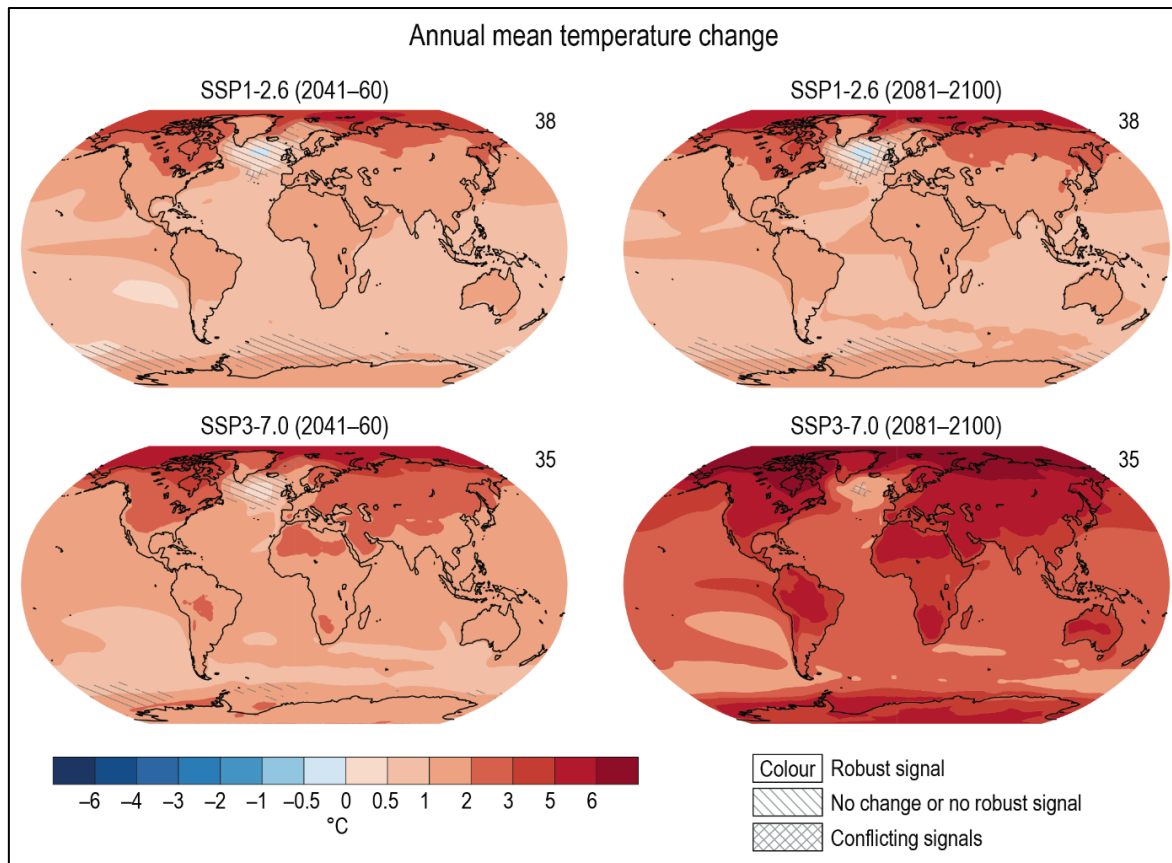 Annual mean temperature change
SSP1-2.6 (2041–60)
38
SSP1-2.6 (2081–2100)
38
SSP3-7.0 (2041–60)
35
SSP3-7.0 (2081–2100)
35
–6 –4 –3 –2 –1 –0.5 0 0.5 1 2 3 5 6
°C
Colour Robust signal
No change or no robust signal
Conflicting signals